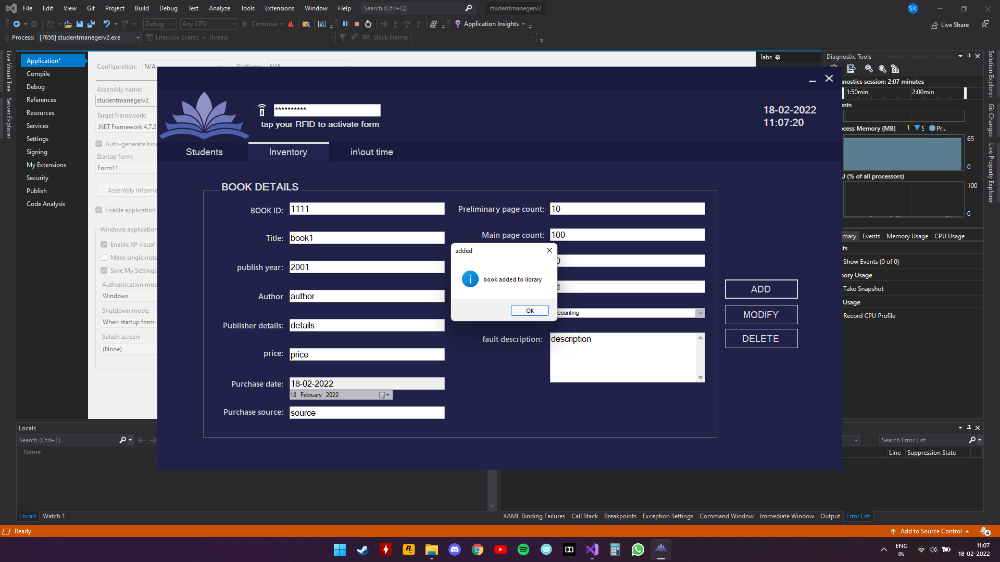 File Edit View Git Project Build Debug Test Analyze Tools Extensions Window Help Search (Ctrl+Q) studentmanegerv2 SK
Debug Any CPU Continue Application Insights Live Share
Process: [7656] studentmanegerv2.exe Lifecycle Events Thread: Stack Frame:
Live Visual Tree
Server Explorer
Application*
Compile
Debug
References
Resources
Services
Settings
Signing
My Extensions
Security
Publish
Code Analysis
Configuration: N/A Platform: N/A
Assembly name:
studentmanegerv2
Target framework:
.NET Framework 4.7.2
Auto-generate bind
Startup form:
Form11
Assembly Informa
Enable application
Windows application
Enable XP visual s
Make single insta
Save My.Settings
Authentication mod
Windows
Shutdown mode:
When startup form
Splash screen:
(None)
Tabs
**********
tap your RFID to activate form
18-02-2022
11:07:20
Students Inventory in\out time
BOOK DETAILS
BOOK ID: 1111
Title: book1
publish year: 2001
Author author
Publisher details: details
price: price
Purchase date: 18-02-2022
18 February 2022
Purchase source: source
Preliminary page count: 10
Main page count: 100
0
d
counting
fault description: description
added
book added to library
OK
ADD
MODIFY
DELETE
Diagnostic Tools
gnostics session: 2:07 minutes
1:50min 2:00min
nts
ocess Memory (MB) S Pr...
65
0
U (% of all processors)
100
0
mary Events Memory Usage CPU Usage
ts
Show Events (0 of 0)
ory Usage
Take Snapshot
Usage
Record CPU Profile
Solution Explorer
Git Changes
Live Property Explorer
Locals
Search (Ctrl+E)
Name
Locals Watch 1
Search Error List
Line Suppression State
XAML Binding Failures Call Stack Breakpoints Exception Settings Command Window Immediate Window Output Error List
Ready
Add to Source Control 4
ENG
IN
11:07
18-02-2022